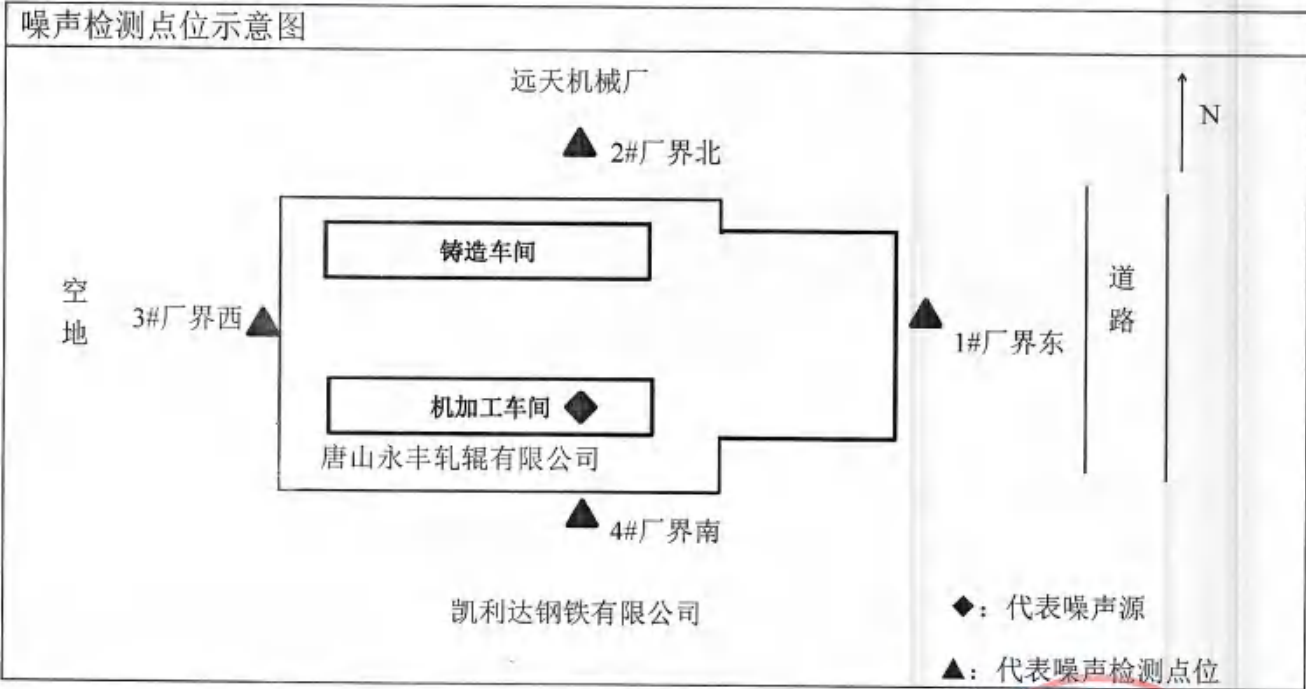 噪声检测点位示意图
远天机械厂
N
2#厂界北
铸造车间
空地
道路
3#厂界西
1#厂界东
机加工车间
唐山永丰轧辊有限公司
4#厂界南
凯利达钢铁有限公司
◆：代表噪声源
▲：代表噪声检测点位